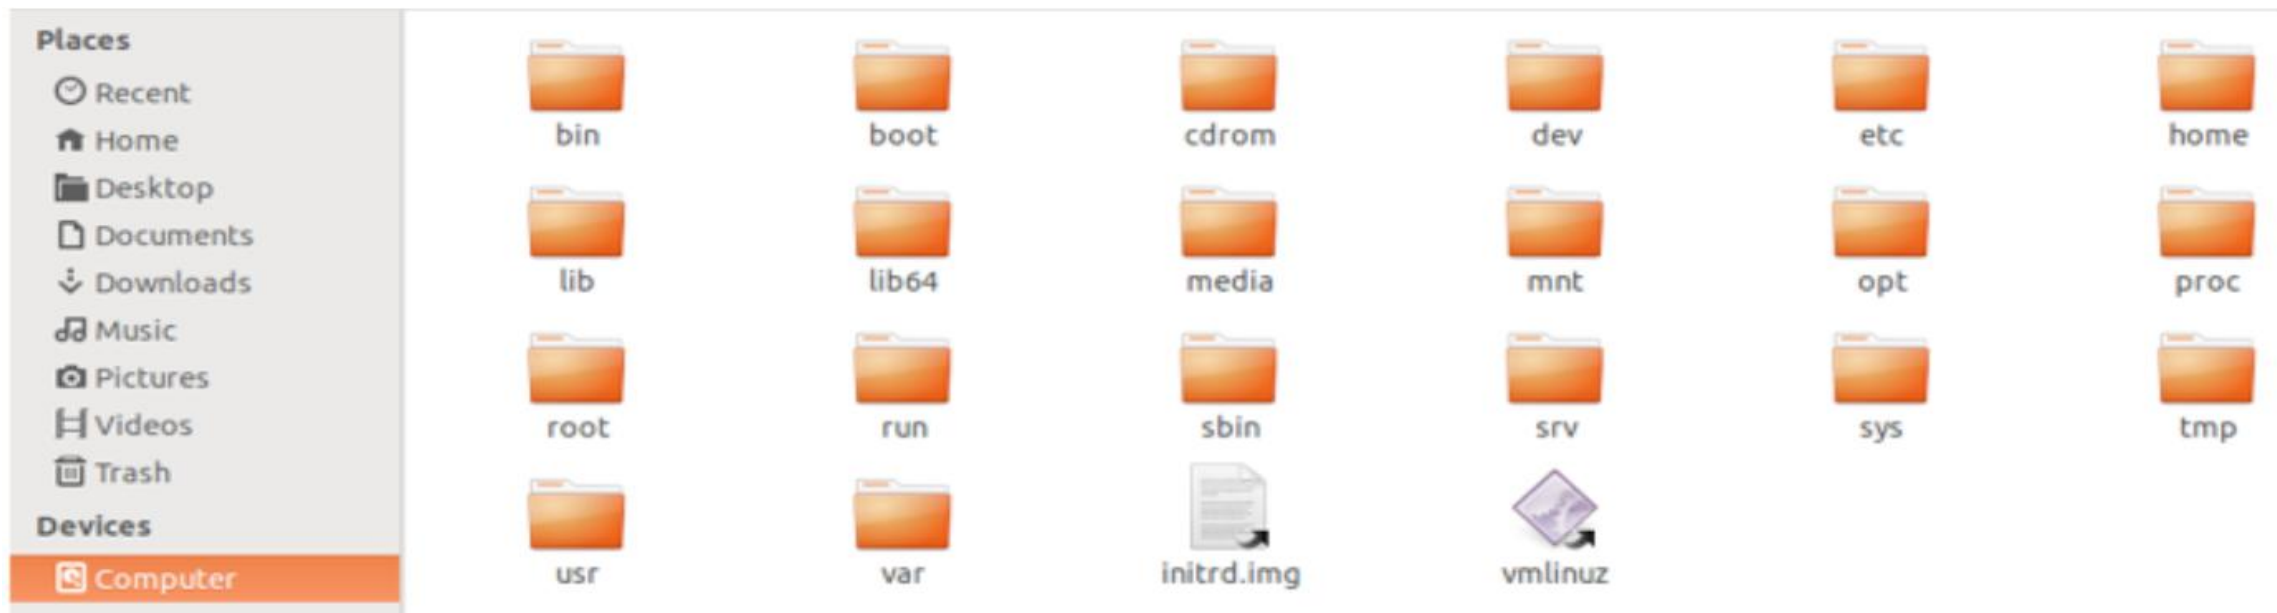 Places
Recent
Home
Desktop
Documents
Downloads
Music
Pictures
Videos
Trash
Devices
Computer
bin boot cdrom dev etc home
lib lib64 media mnt opt proc
root run sbin srv sys tmp
usr var initrd.img vmlinuz